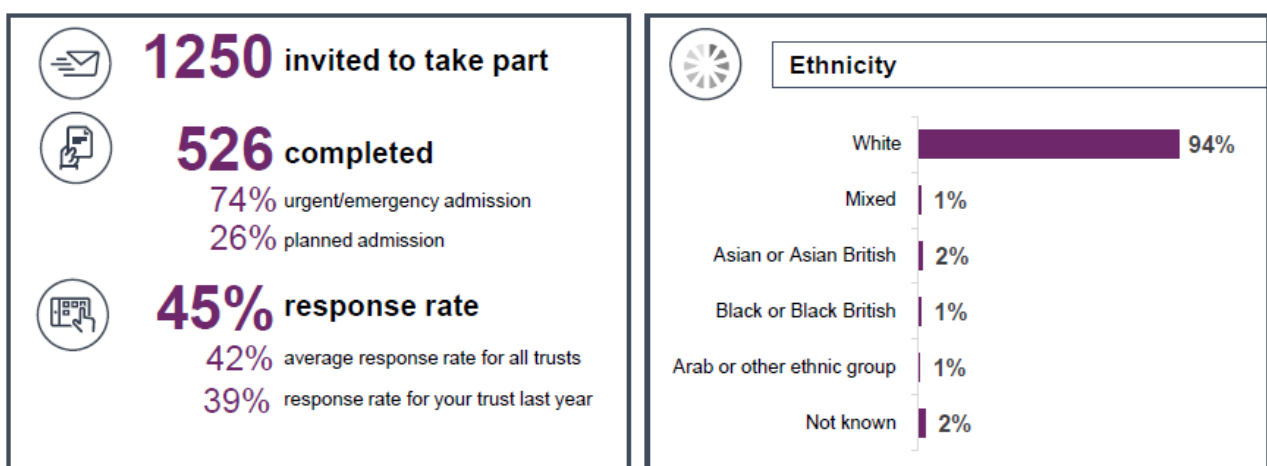 1250 invited to take part
526 completed
74% urgent/emergency admission
26% planned admission
45% response rate
42% average response rate for all trusts
39% response rate for your trust last year
Ethnicity
White 94%
Mixed 1%
Asian or Asian British 2%
Black or Black British 1%
Arab or other ethnic group 1%
Not known 2%